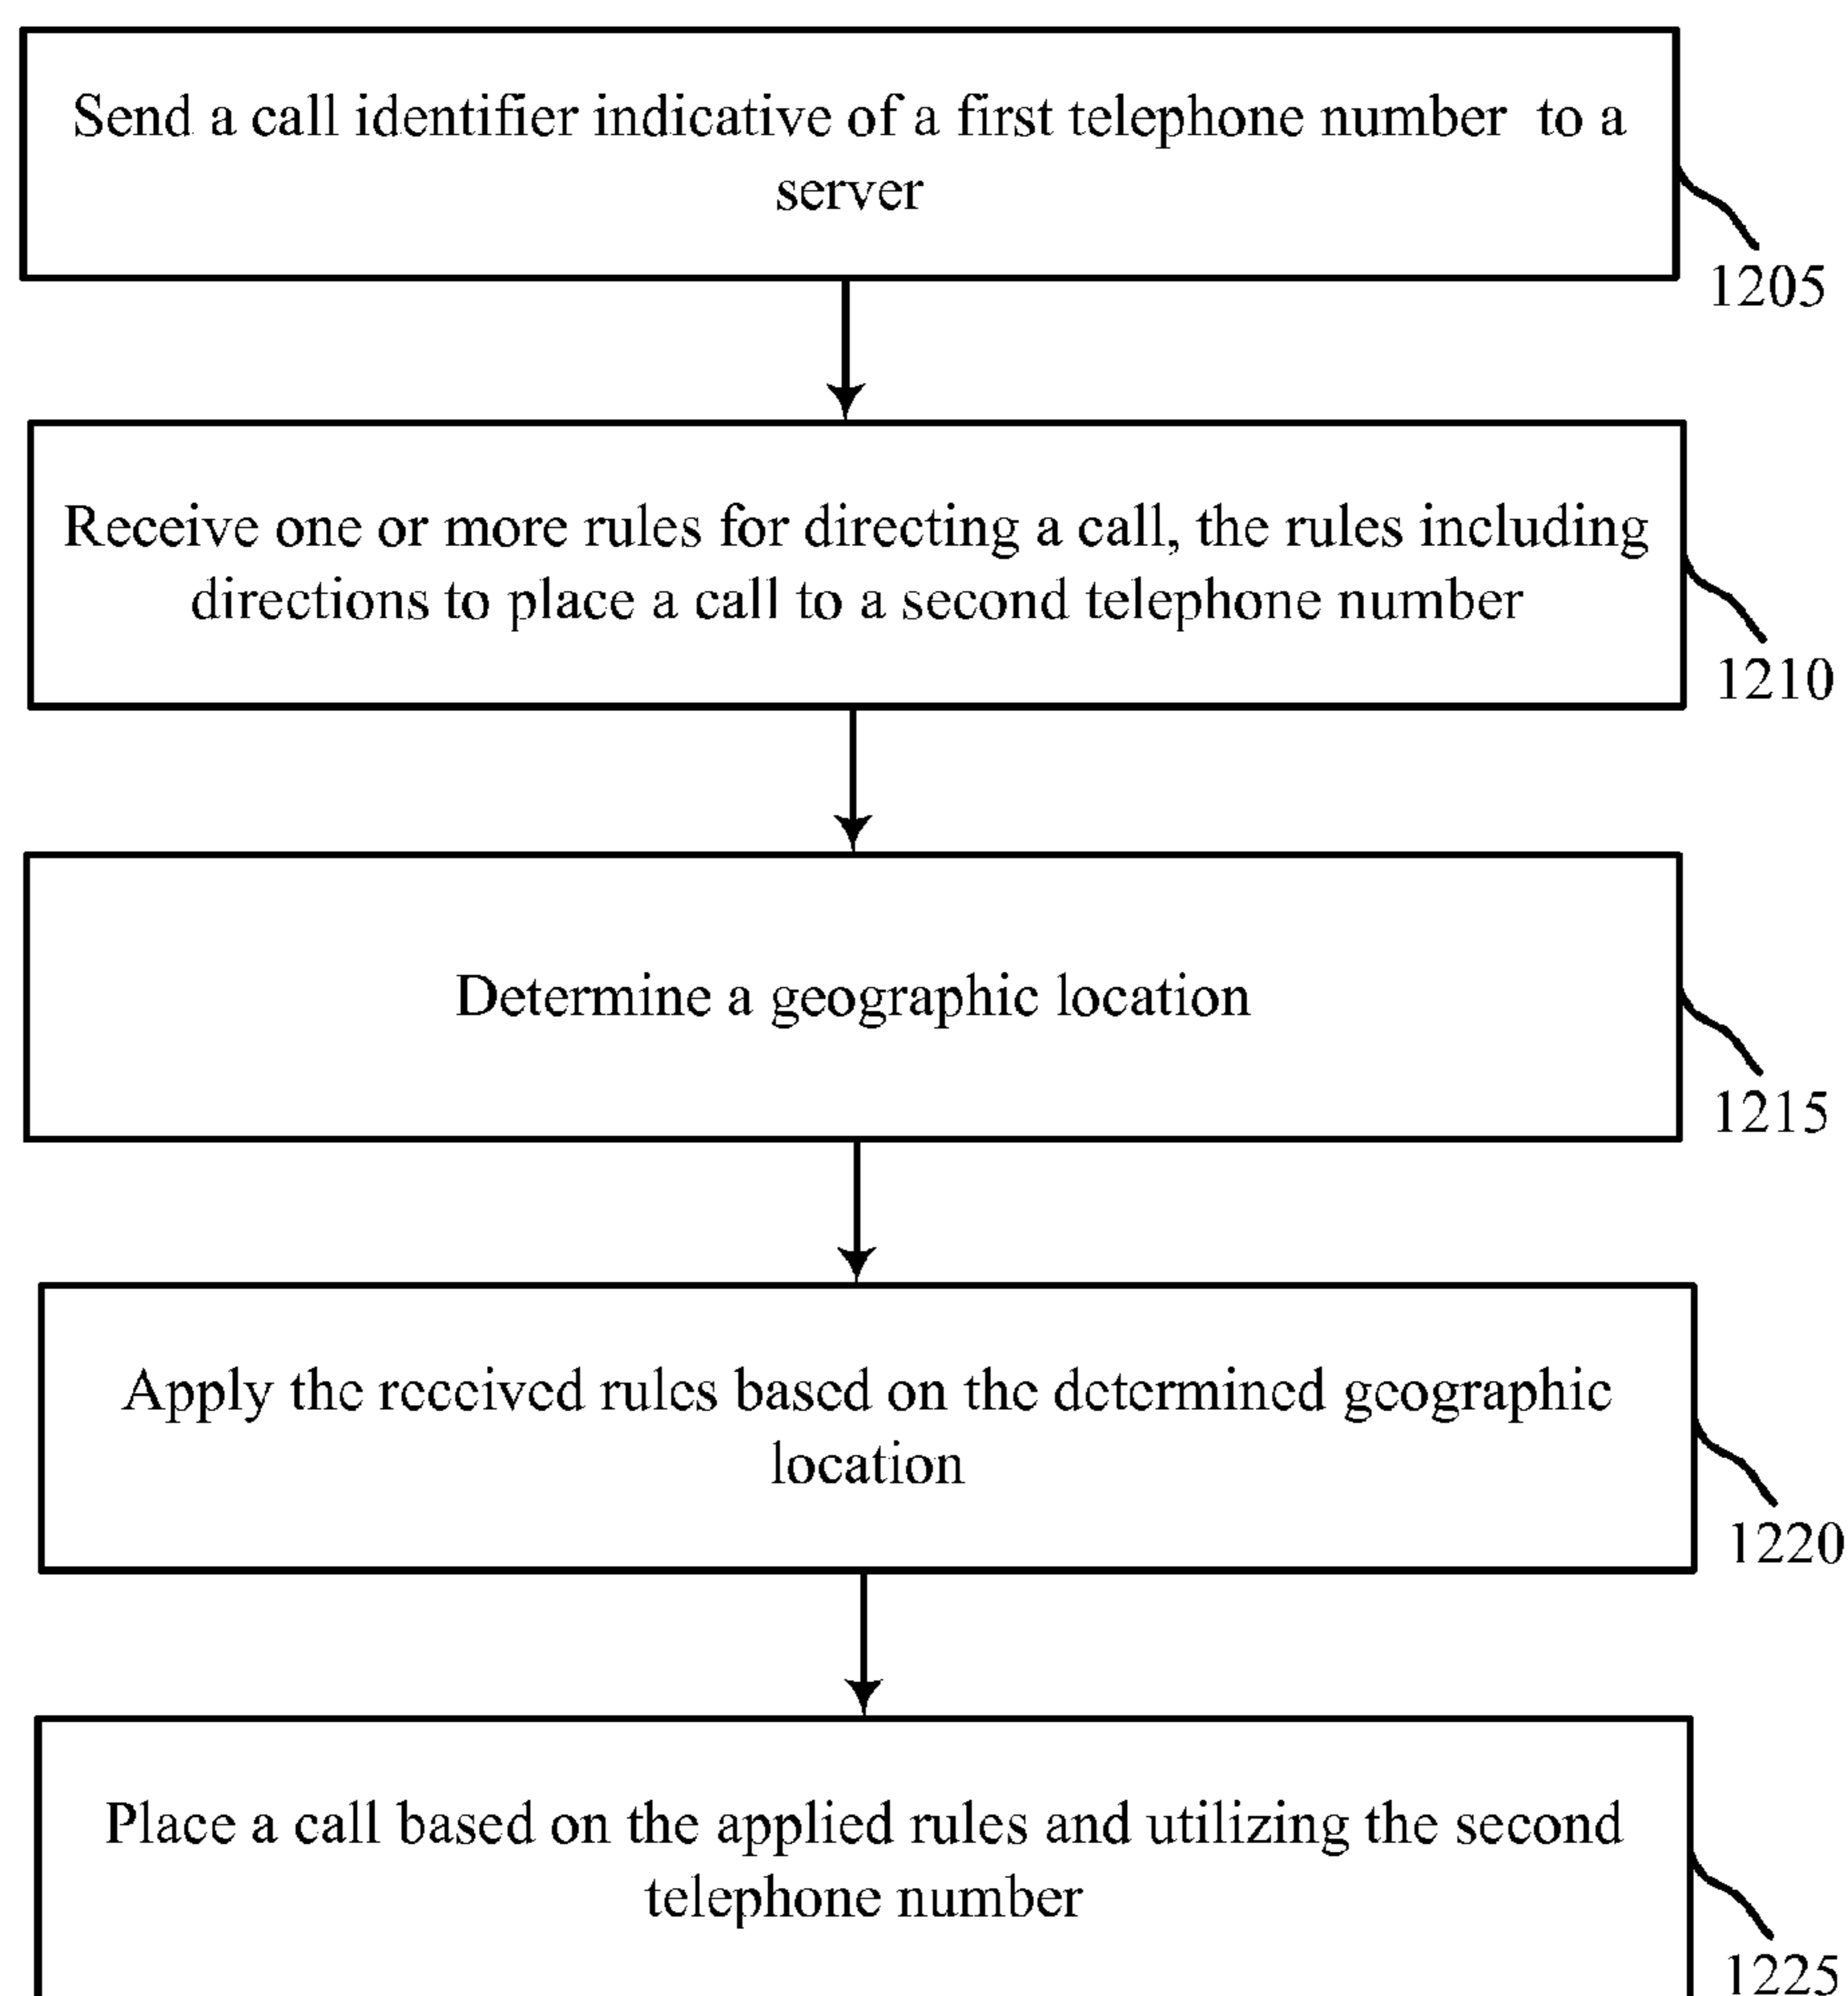 Send a call identifier indicative of a first telephone number to a
server
1205
Receive one or more rules for directing a call, the rules including
directions to place a call to a second telephone number
1210
Determine a geographic location
1215
Apply the received rules based on the determined geographic
location
1220
Place a call based on the applied rules and utilizing the second
telephone number
1225